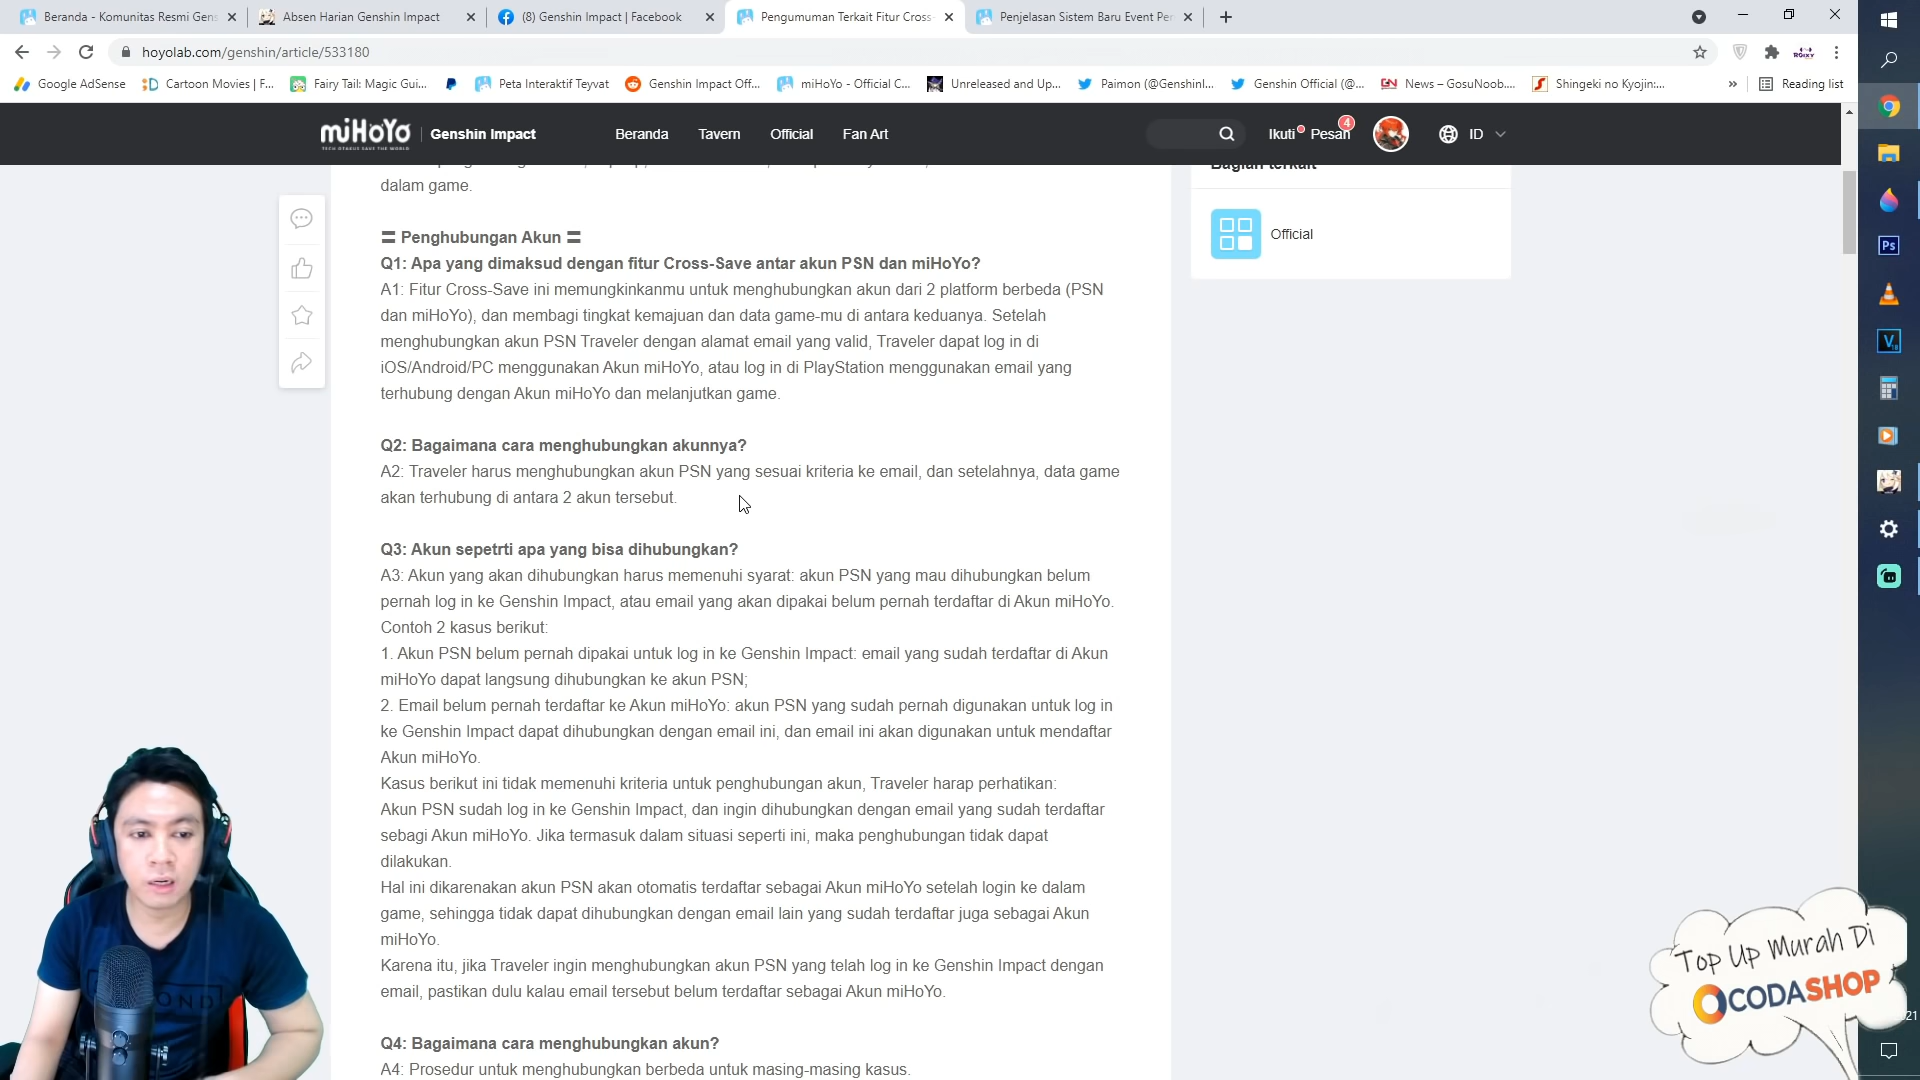 Beranda - Komunitas Resmi Gens
Absen Harian Genshin Impact
(8) Genshin Impact | Facebook
Pengumuman Terkait Fitur Cross-
Penjelasan Sistem Baru Event Per
hoyolab.com/genshin/article/533180
Google AdSense
Cartoon Movies | F...
Fairy Tail: Magic Gui...
Peta Interaktif Teyvat
Genshin Impact Off...
miHoYo - Official C...
Unreleased and Up...
Paimon (@GenshinI...
Genshin Official (@...
News – GosuNoob....
Shingeki no Kyojin:...
»
Reading list
miHoYo
TECH OTAKUS SAVE THE WORLD
Genshin Impact
Beranda
Tavern
Official
Fan Art
Ikuti
Pesan
4
ID
Bagian terkait
Official
dalam game.
〓 Penghubungan Akun 〓
Q1: Apa yang dimaksud dengan fitur Cross-Save antar akun PSN dan miHoYo?
A1: Fitur Cross-Save ini memungkinkanmu untuk menghubungkan akun dari 2 platform berbeda (PSN
dan miHoYo), dan membagi tingkat kemajuan dan data game-mu di antara keduanya. Setelah
menghubungkan akun PSN Traveler dengan alamat email yang valid, Traveler dapat log in di
iOS/Android/PC menggunakan Akun miHoYo, atau log in di PlayStation menggunakan email yang
terhubung dengan Akun miHoYo dan melanjutkan game.
Q2: Bagaimana cara menghubungkan akunnya?
A2: Traveler harus menghubungkan akun PSN yang sesuai kriteria ke email, dan setelahnya, data game
akan terhubung di antara 2 akun tersebut.
Q3: Akun sepetrti apa yang bisa dihubungkan?
A3: Akun yang akan dihubungkan harus memenuhi syarat: akun PSN yang mau dihubungkan belum
pernah log in ke Genshin Impact, atau email yang akan dipakai belum pernah terdaftar di Akun miHoYo.
Contoh 2 kasus berikut:
1. Akun PSN belum pernah dipakai untuk log in ke Genshin Impact: email yang sudah terdaftar di Akun
miHoYo dapat langsung dihubungkan ke akun PSN;
2. Email belum pernah terdaftar ke Akun miHoYo: akun PSN yang sudah pernah digunakan untuk log in
ke Genshin Impact dapat dihubungkan dengan email ini, dan email ini akan digunakan untuk mendaftar
Akun miHoYo.
Kasus berikut ini tidak memenuhi kriteria untuk penghubungan akun, Traveler harap perhatikan:
Akun PSN sudah log in ke Genshin Impact, dan ingin dihubungkan dengan email yang sudah terdaftar
sebagi Akun miHoYo. Jika termasuk dalam situasi seperti ini, maka penghubungan tidak dapat
dilakukan.
Hal ini dikarenakan akun PSN akan otomatis terdaftar sebagai Akun miHoYo setelah login ke dalam
game, sehingga tidak dapat dihubungkan dengan email lain yang sudah terdaftar juga sebagai Akun
miHoYo.
Karena itu, jika Traveler ingin menghubungkan akun PSN yang telah log in ke Genshin Impact dengan
email, pastikan dulu kalau email tersebut belum terdaftar sebagai Akun miHoYo.
Q4: Bagaimana cara menghubungkan akun?
A4: Prosedur untuk menghubungkan berbeda untuk masing-masing kasus.
Ps
Top Up Murah Di
CODASHOP
21